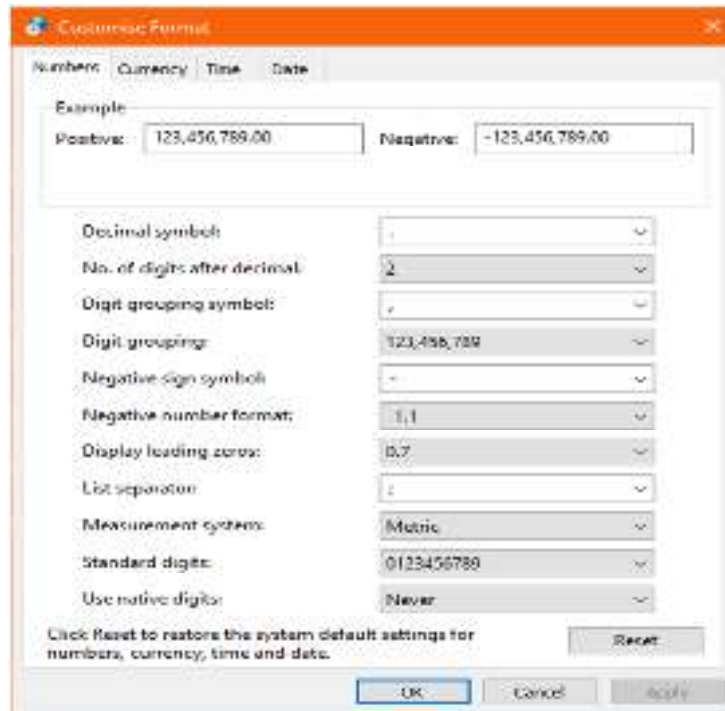 Customise Format
Numbers Currency Time Date
Example
Positive: 123,456,789.00 Negative: -123,456,789.00
Decimal symbol: .
No. of digits after decimal: 2
Digit grouping symbol: ,
Digit grouping: 123,456,789
Negative sign symbol: -
Negative number format: -1.1
Display leading zeros: 0.7
List separator:
Measurement system: Metric
Standard digits: 0123456789
Use native digits: Never
Click Reset to restore the system default settings for
numbers, currency, time and date. Reset
OK Cancel Apply